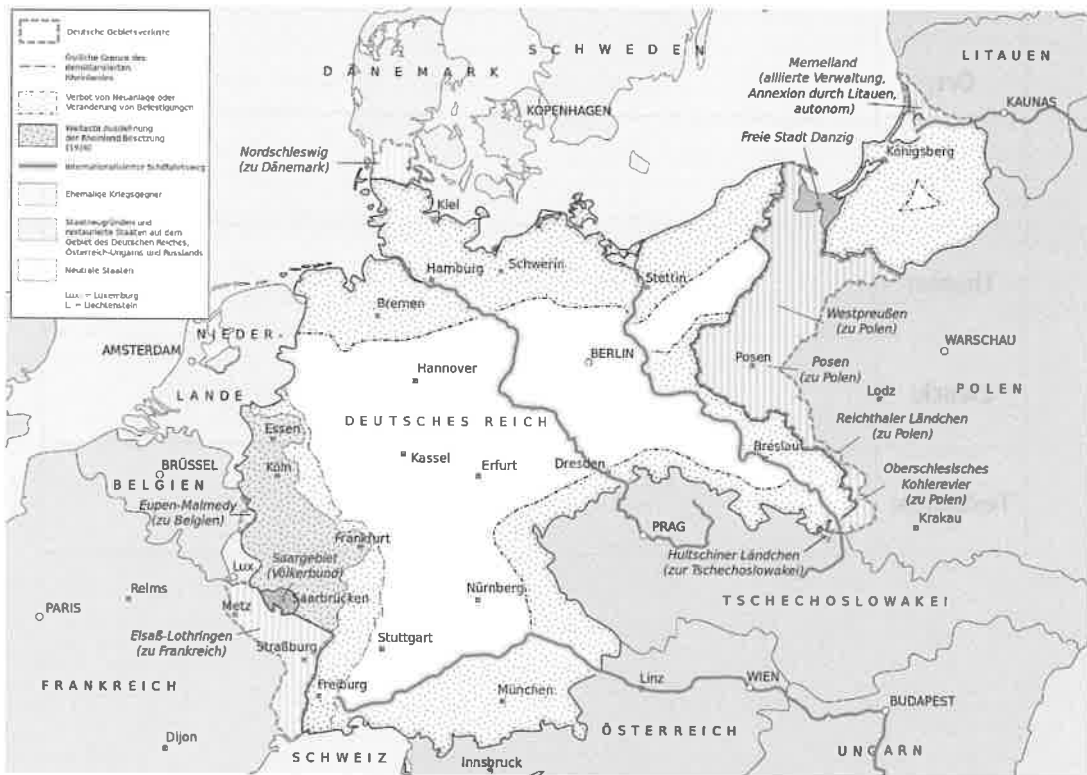 Deutsche Gebietsverluste
Östliche Grenze des
demilitarisierten
Rheinlandes
Verbot von Neuanlage oder
Veränderung von Befestigungen
Weiteste Ausdehnung
der Rheinland-Besetzung
Internationalisierter Schiffahrtsweg
Ehemalige Kriegsgegner
Staatneugründen und
restaurierte Staaten auf dem
Gebiet des Deutschen Reiches,
Österreich-Ungarns und Russlands
Neutrale Staaten
Lux. = Luxemburg
L. = Liechtenstein
SCHWEDEN
DÄNEMARK
KOPENHAGEN
LITAUEN
Memelland
(alliierte Verwaltung,
Annexion durch Litauen,
autonom)
KAUNAS
Freie Stadt Danzig
Königsberg
Nordschleswig
(zu Dänemark)
Kiel
Hamburg
Schwerin
Stettin
Bremen
Westpreußen
(zu Polen)
NIEDER-
LANDE
AMSTERDAM
BERLIN
WARSCHAU
Hannover
Posen
Posen
(zu Polen)
Lodz
POLEN
DEUTSCHES REICH
Reichthaler Ländchen
(zu Polen)
Essen
Köln
Kassel
Erfurt
Dresden
Breslau
BRÜSSEL
BELGIEN
Oberschlesisches
Kohlerevier
(zu Polen)
Krakau
Eupen-Malmedy
(zu Belgien)
Frankfurt
PRAG
Saargebiet
(Völkerbund)
Hultschiner Ländchen
(zur Tschechoslowakei)
Lux
Saarbrücken
Nürnberg
TSCHECHOSLOWAKEI
PARIS
Reims
Metz
Elsaß-Lothringen
(zu Frankreich)
Straßburg
Stuttgart
FRANKREICH
Freiburg
München
Linz
WIEN
BUDAPEST
ÖSTERREICH
Dijon
SCHWEIZ
Innsbruck
UNGARN